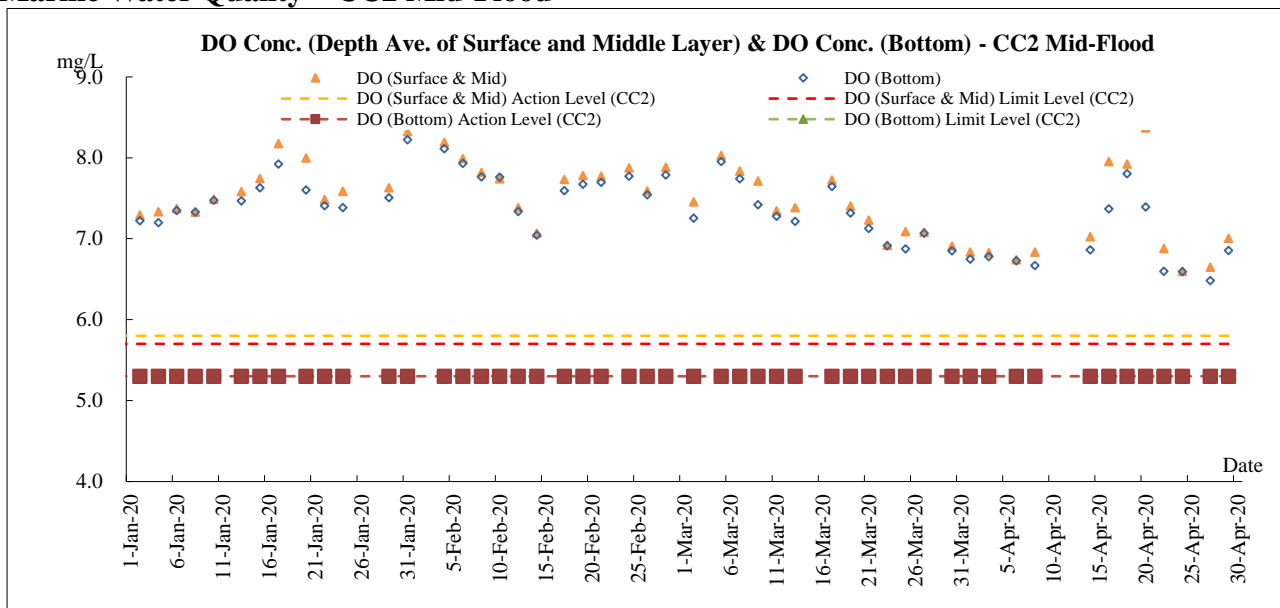 Marine Water Quality - CC2 Mid-Flood
DO Conc. (Depth Ave. of Surface and Middle Layer) & DO Conc. (Bottom) - CC2 Mid-Flood
mg/L
DO (Surface & Mid)
DO (Bottom)
DO (Surface & Mid) Action Level (CC2)
DO (Surface & Mid) Limit Level (CC2)
DO (Bottom) Action Level (CC2)
DO (Bottom) Limit Level (CC2)
9.0
8.0
7.0
6.0
5.0
4.0
Date
1-Jan-20
6-Jan-20
11-Jan-20
16-Jan-20
21-Jan-20
26-Jan-20
31-Jan-20
5-Feb-20
10-Feb-20
15-Feb-20
20-Feb-20
25-Feb-20
1-Mar-20
6-Mar-20
11-Mar-20
16-Mar-20
21-Mar-20
26-Mar-20
31-Mar-20
5-Apr-20
10-Apr-20
15-Apr-20
20-Apr-20
25-Apr-20
30-Apr-20